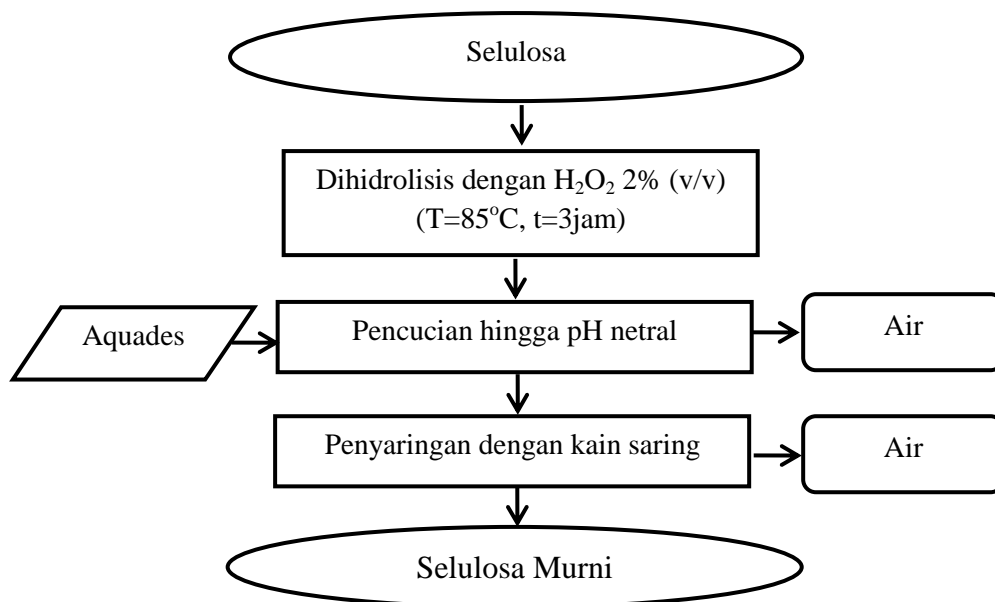 Selulosa
Dihidrolisis dengan H₂O₂ 2% (v/v)
(T=85°C, t=3jam)
Aquades
Pencucian hingga pH netral
Air
Penyaringan dengan kain saring
Air
Selulosa Murni